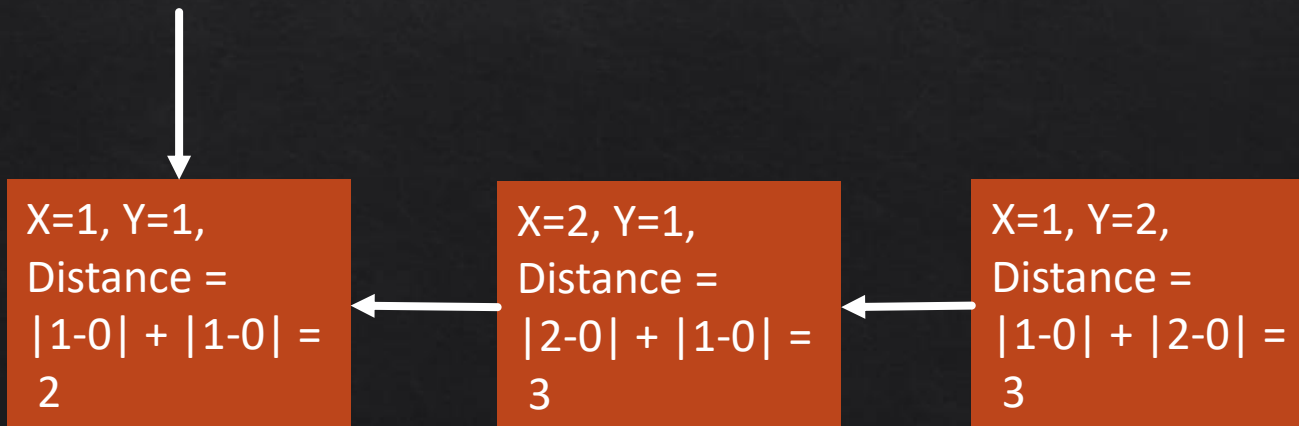 X=1, Y=1,
Distance =
|1-0| + |1-0| =
2
X=2, Y=1,
Distance =
|2-0| + |1-0| =
3
X=1, Y=2,
Distance =
|1-0| + |2-0| =
3